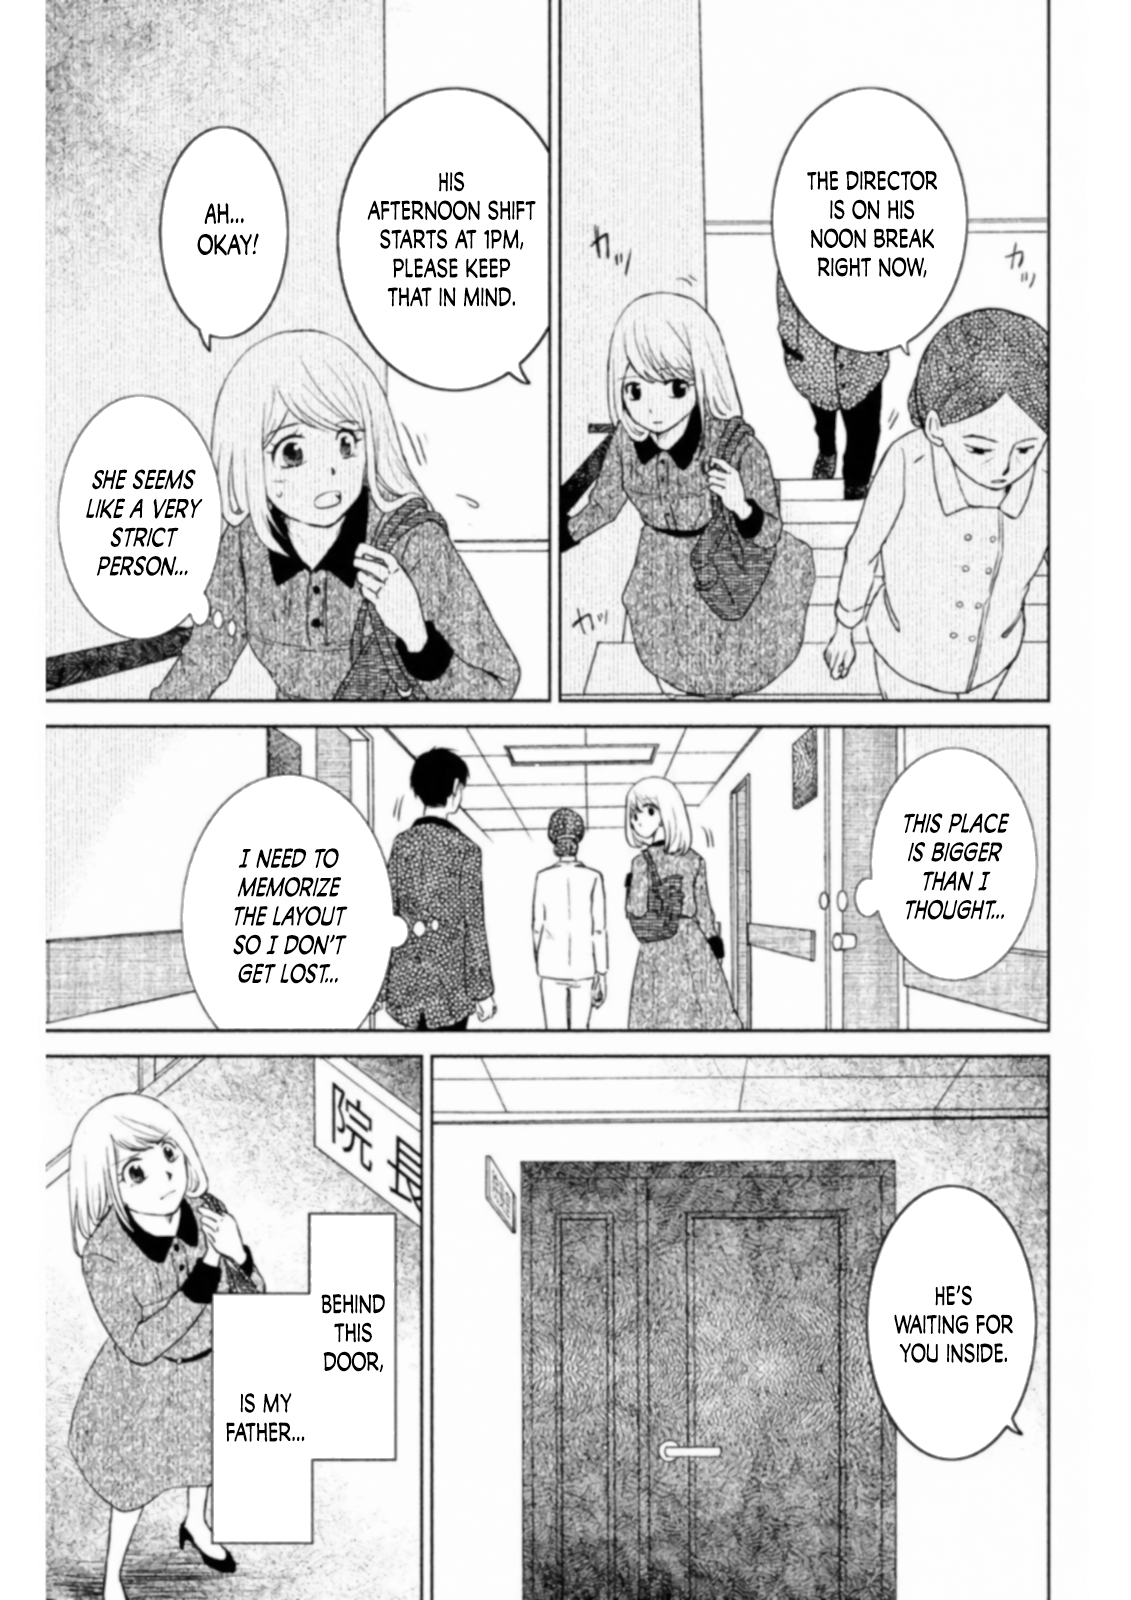 THE DIRECTOR
IS ON HIS
NOON BREAK
RIGHT NOW,
カッ
カッ
カッ
HIS
AFTERNOON SHIFT
STARTS AT 1PM,
PLEASE KEEP
THAT IN MIND.
AH...
OKAY!
SHE SEEMS
LIKE A VERY
STRICT
PERSON...
THIS PLACE
IS BIGGER
THAN I
THOUGHT...
I NEED TO
MEMORIZE
THE LAYOUT
SO I DON'T
GET LOST...
HE'S
WAITING FOR
YOU INSIDE.
院長
BEHIND
THIS
DOOR,
IS MY
FATHER...